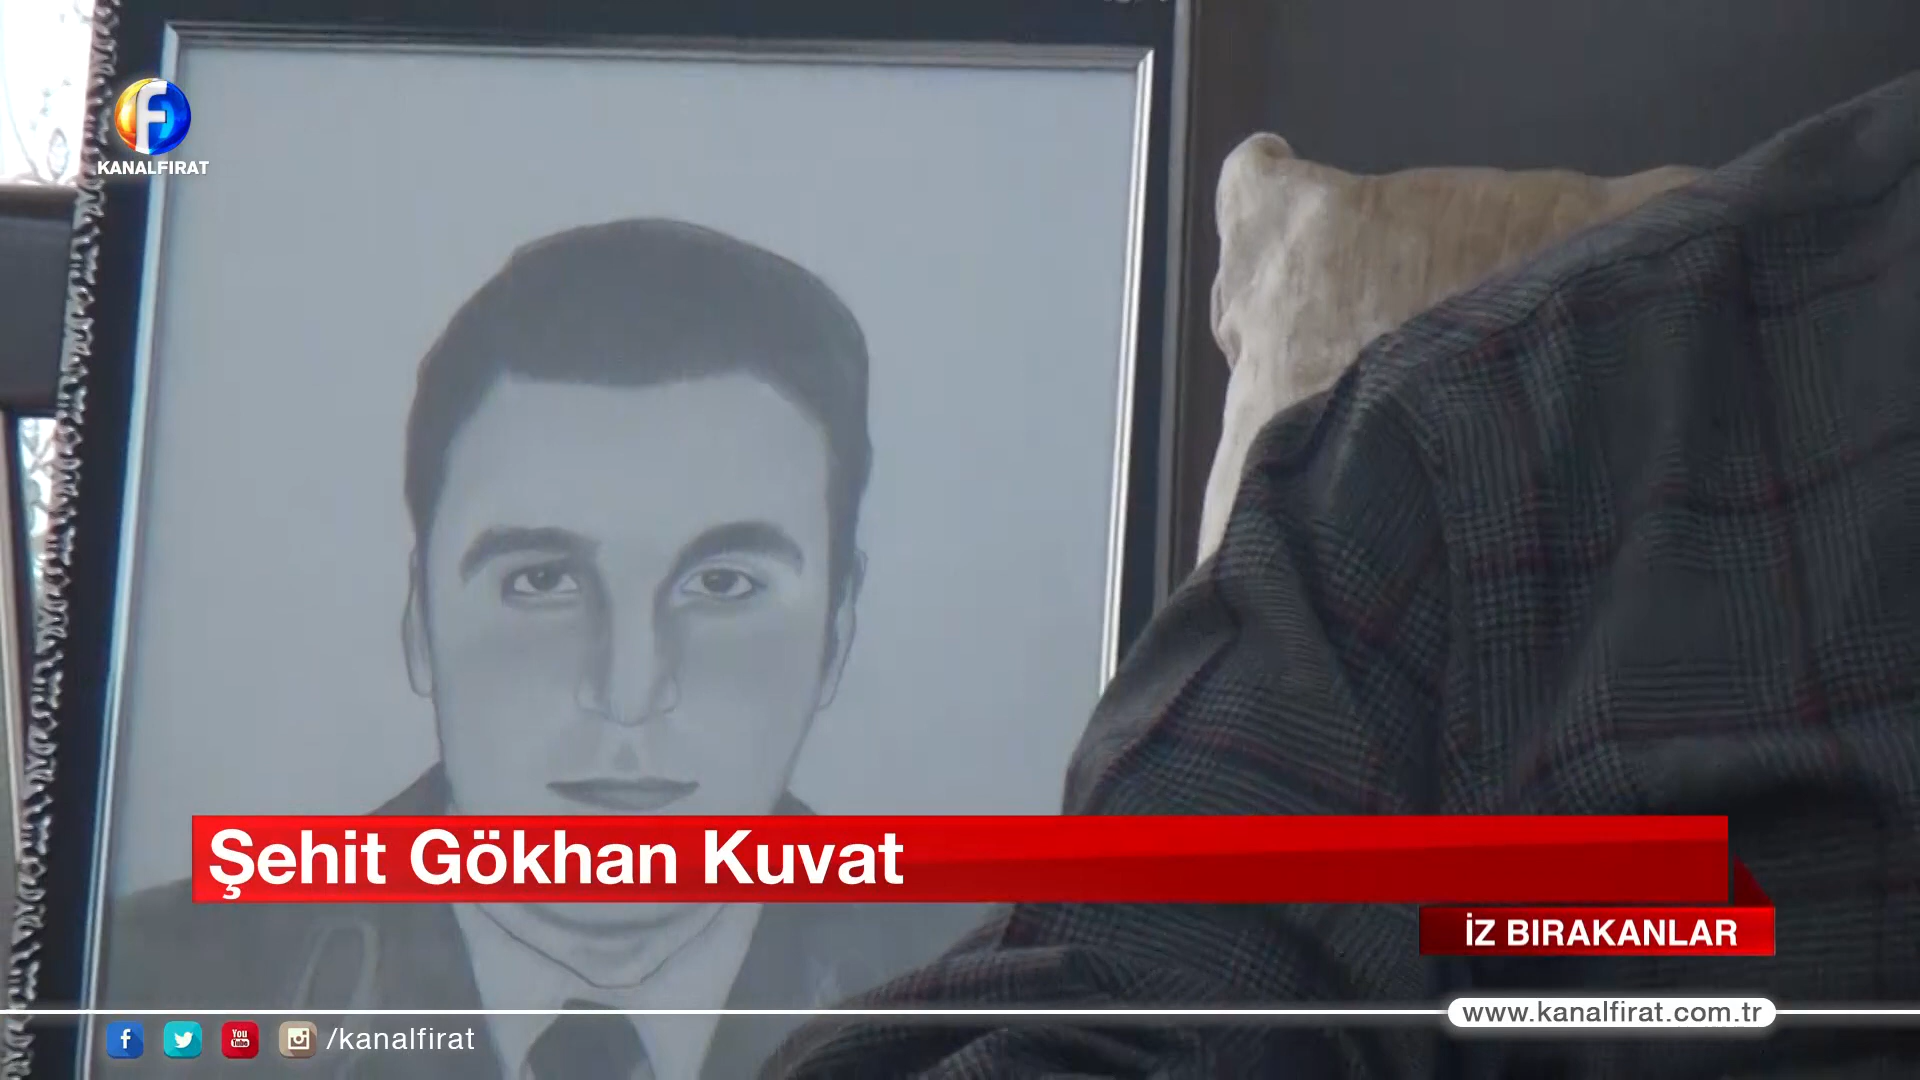 KANALFIRAT
Şehit Gökhan Kuvat
İZ BIRAKANLAR
www.kanalfirat.com.tr
/kanalfirat